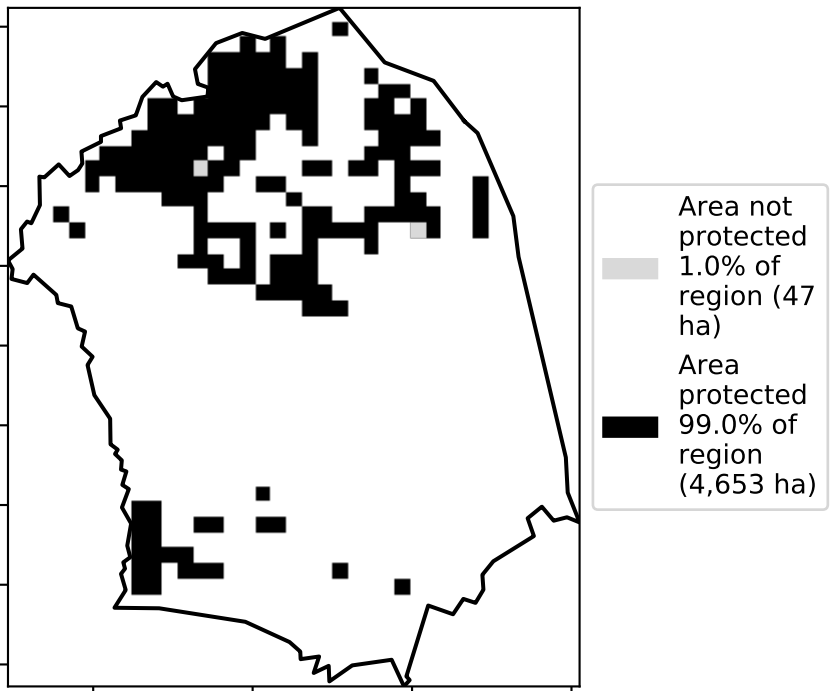 Area not
protected
1.0% of
region (47
ha)
Area
protected
99.0% of
region
(4,653 ha)